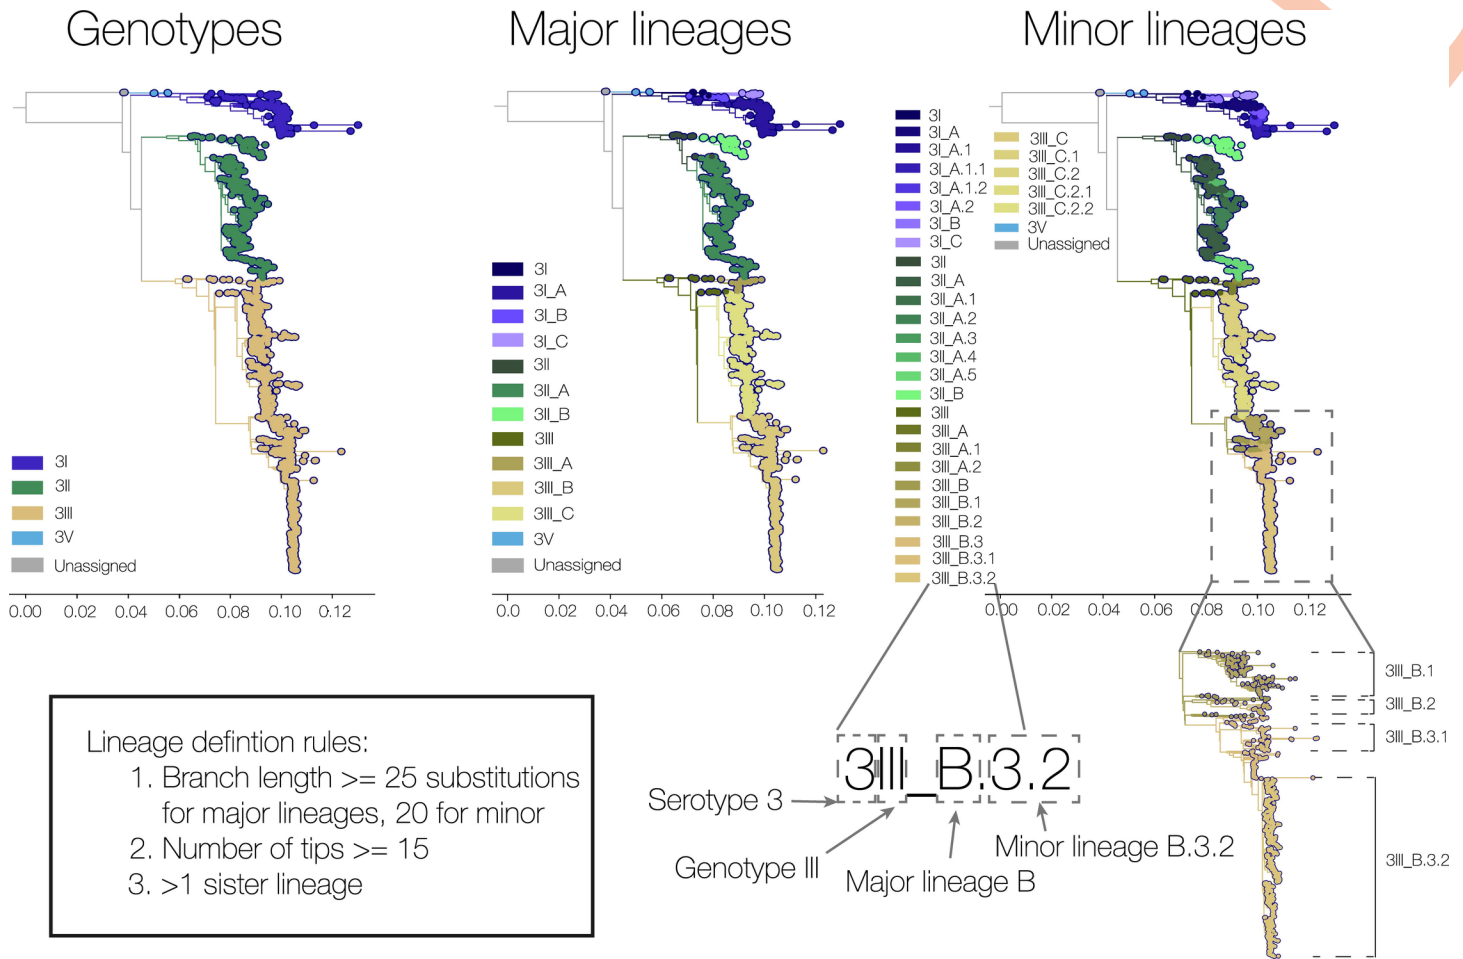 Genotypes
Major lineages
Minor lineages
3I
3II
3III
3V
Unassigned
0.00 0.02 0.04 0.06 0.08 0.10 0.12
3I
3I_A
3I_B
3I_C
3II
3II_A
3II_B
3III
3III_A
3III_B
3III_C
3V
Unassigned
0.0 0.02 0.04 0.06 0.08 0.10 0.12
3I
3I_A
3I_A.1
3I_A.1.1
3I_A.1.2
3I_A.2
3I_B
3I_C
3II
3II_A
3II_A.1
3II_A.2
3II_A.3
3II_A.4
3II_A.5
3II_B
3III
3III_A
3III_A.1
3III_A.2
3III_B
3III_B.1
3III_B.2
3III_B.3
3III_B.3.1
3III_B.3.2
3III_C
3III_C.1
3III_C.2
3III_C.2.1
3III_C.2.2
3V
Unassigned
0.00 0.02 0.04 0.06 0.08 0.10 0.12
3III_B.1
3III_B.2
3III_B.3.1
3III_B.3.2
Lineage defintion rules:
1. Branch length >= 25 substitutions
for major lineages, 20 for minor
2. Number of tips >= 15
3. >1 sister lineage
3III_B.3.2
Serotype 3
Genotype III
Major lineage B
Minor lineage B.3.2